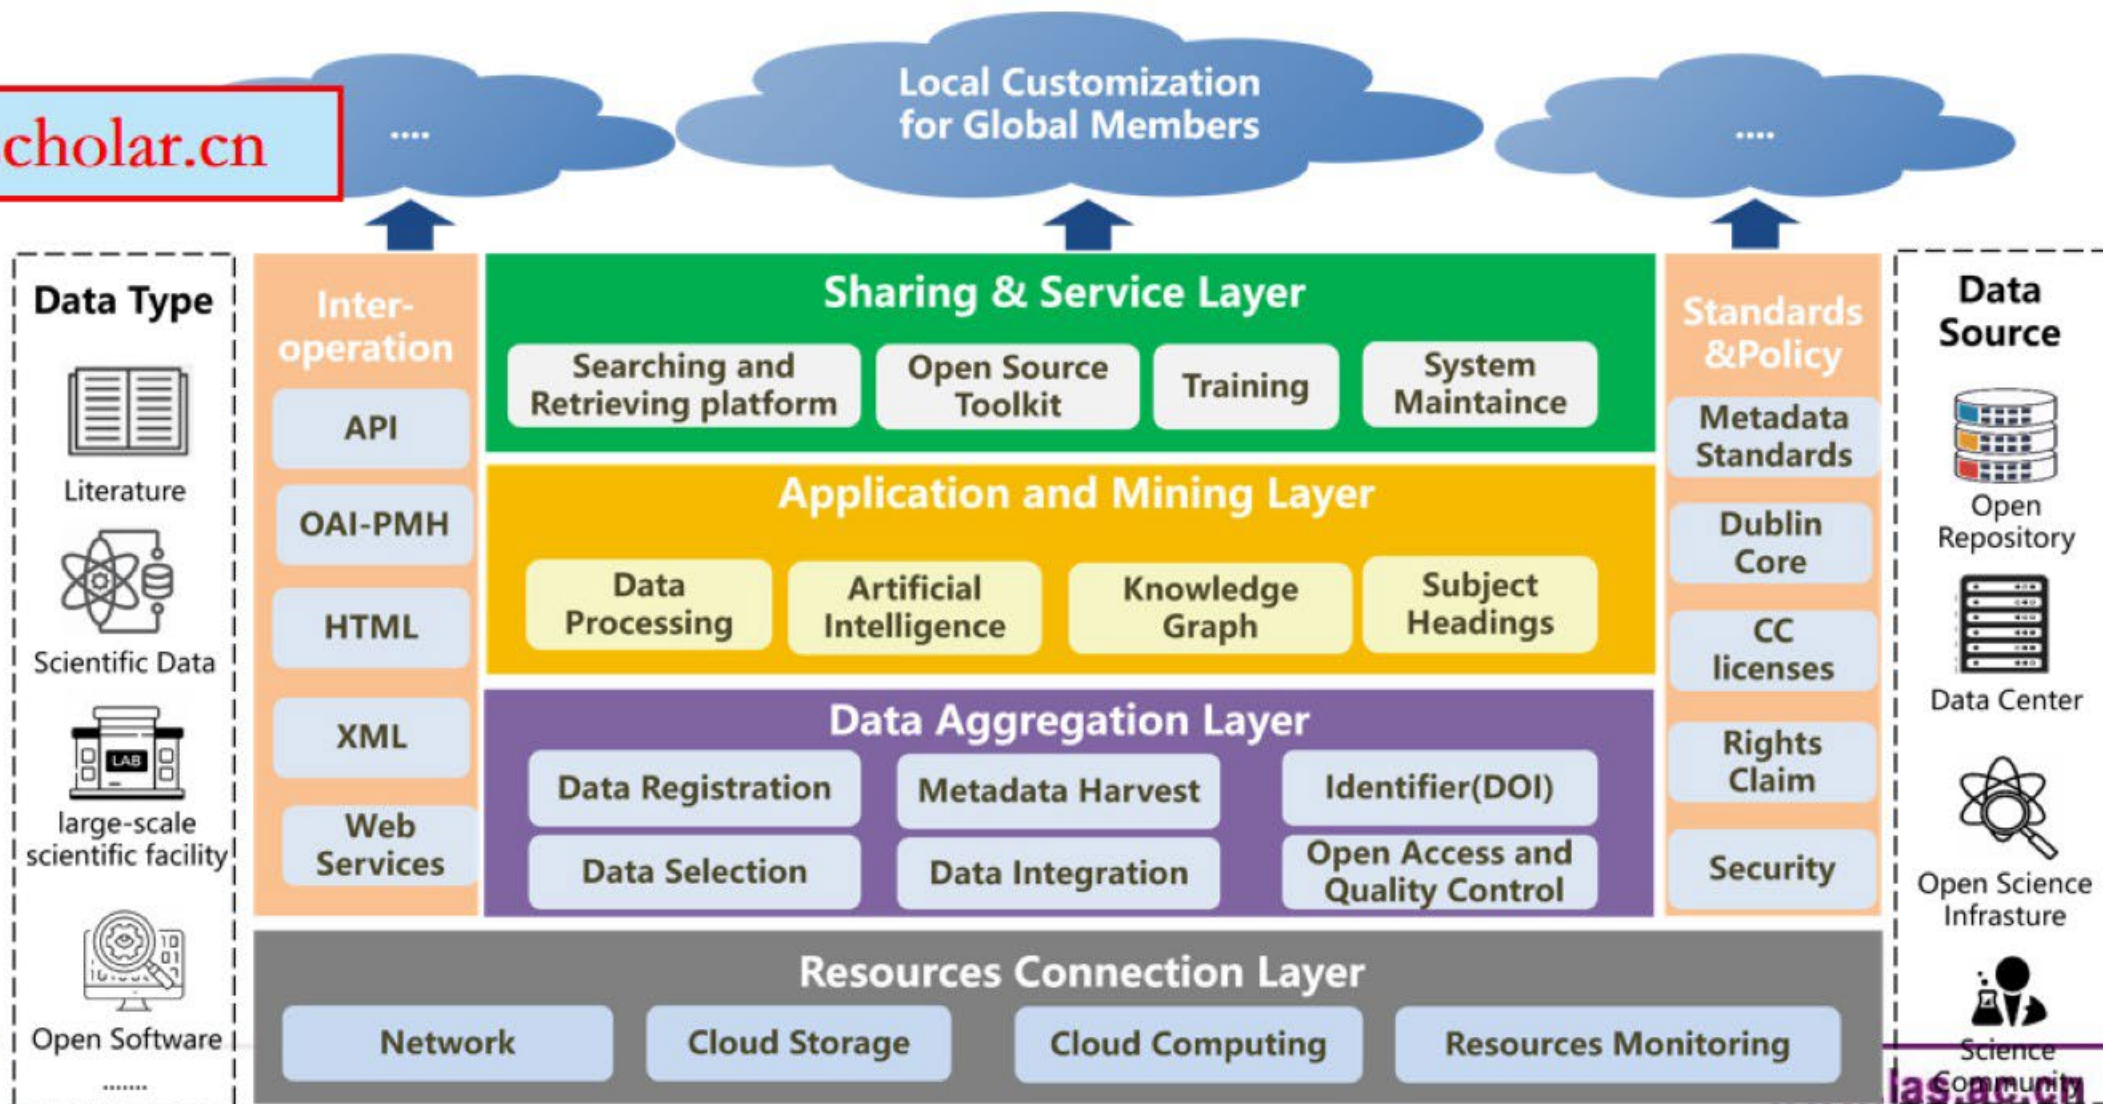 Local Customization
for Global Members
....
....
cholar.cn
Data Type
Literature
Scientific Data
LAB
large-scale
scientific facility
Open Software
.......
Inter-
operation
API
OAI-PMH
HTML
XML
Web
Services
Sharing & Service Layer
Searching and
Retrieving platform
Open Source
Toolkit
Training
System
Maintaince
Application and Mining Layer
Data
Processing
Artificial
Intelligence
Knowledge
Graph
Subject
Headings
Data Aggregation Layer
Data Registration
Metadata Harvest
Identifier(DOI)
Data Selection
Data Integration
Open Access and
Quality Control
Resources Connection Layer
Network
Cloud Storage
Cloud Computing
Resources Monitoring
Standards
&Policy
Metadata
Standards
Dublin
Core
CC
licenses
Rights
Claim
Security
Data
Source
Open
Repository
Data Center
Open Science
Infrasture
Science
Community
las.ac.cn